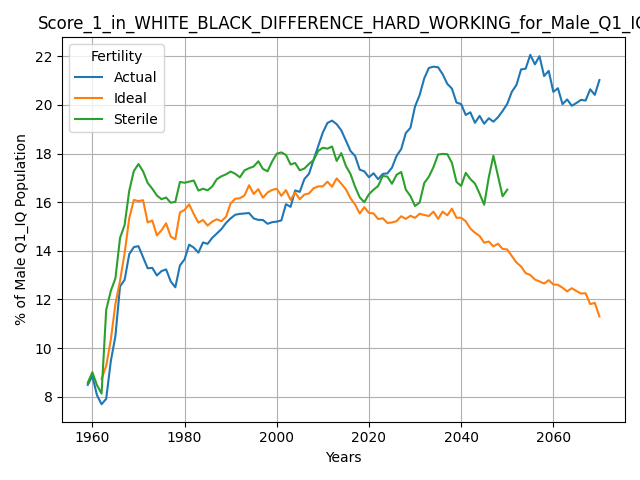 Score_1_in_WHITE_BLACK_DIFFERENCE_HARD_WORKING_for_Male_Q1_IQ
Fertility
Actual
Ideal
Sterile
22
20
18
16
14
12
10
8
% of Male Q1_IQ Population
1960
1980
2000
2020
2040
2060
Years